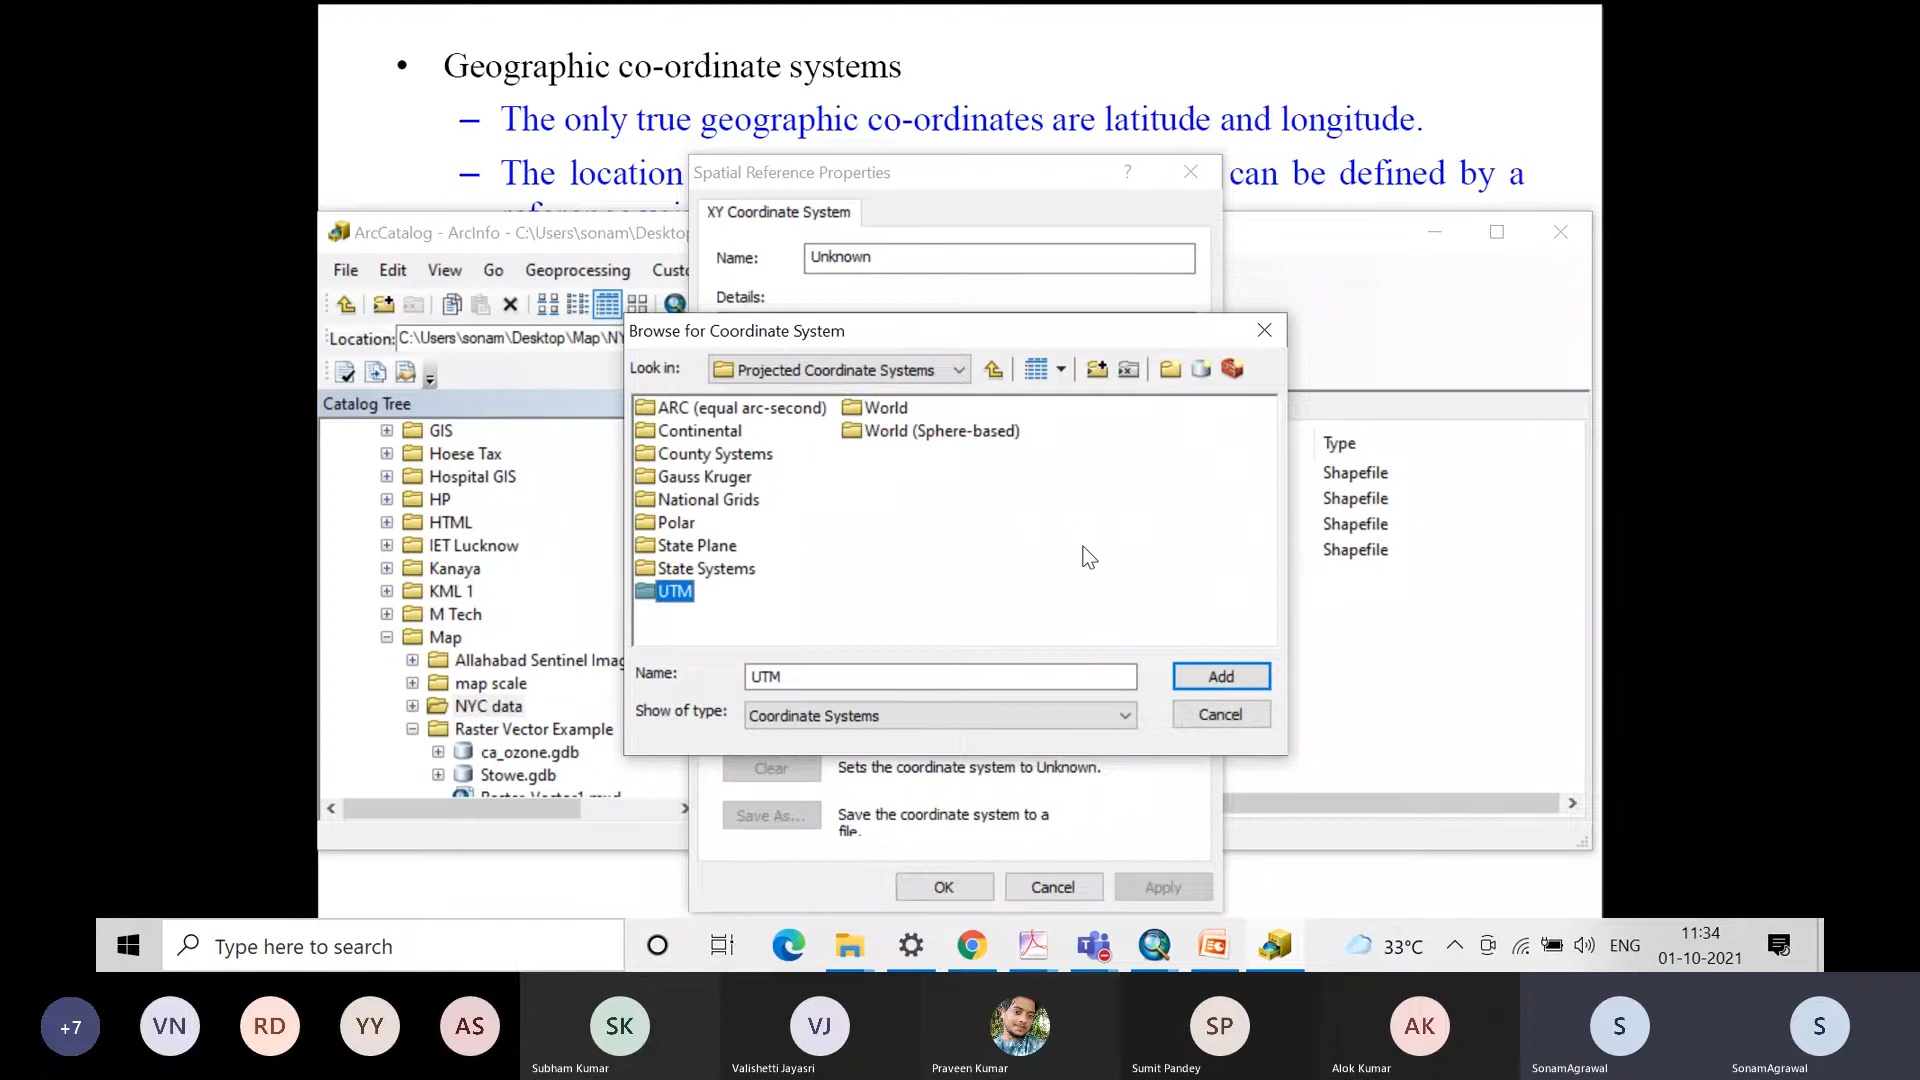 • Geographic co-ordinate systems
– The only true geographic co-ordinates are latitude and longitude.
– The location can be defined by a
Spatial Reference Properties ?
XY Coordinate System
Name: Unknown
Details:
ArcCatalog - ArcInfo - C:\Users\sonam\Desktop
File Edit View Go Geoprocessing Custo
Location: C:\Users\sonam\Desktop\Map\NY
Catalog Tree
GIS
Hoese Tax
Hospital GIS
HP
HTML
IET Lucknow
Kanaya
KML 1
M Tech
Map
Allahabad Sentinel Imag
map scale
NYC data
Raster Vector Example
ca_ozone.gdb
Stowe.gdb
Browse for Coordinate System
Look in: Projected Coordinate Systems
ARC (equal arc-second)
Continental
County Systems
Gauss Kruger
National Grids
Polar
State Plane
State Systems
UTM
World
World (Sphere-based)
Name: UTM
Add
Show of type: Coordinate Systems
Cancel
Type
Shapefile
Shapefile
Shapefile
Shapefile
Clear Sets the coordinate system to Unknown.
Save As... Save the coordinate system to a
file.
OK Cancel Apply
Type here to search
33°C
ENG
11:34
01-10-2021
+7 VN RD YY AS SK VJ SP AK S S
Subham Kumar Valishetti Jayasri Praveen Kumar Sumit Pandey Alok Kumar SonamAgrawal SonamAgrawal